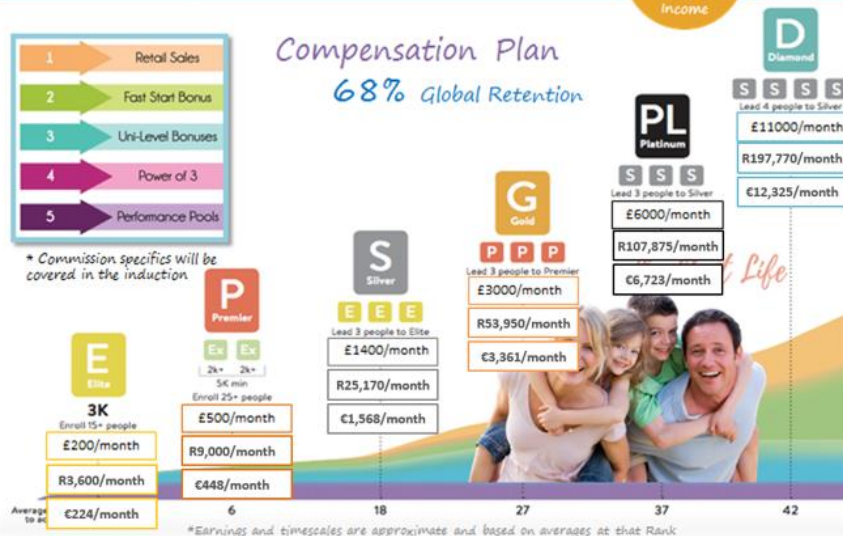 Income
Compensation Plan
68% Global Retention
1 Retail Sales
2 Fast Start Bonus
3 Uni-Level Bonuses
4 Power of 3
5 Performance Pools
* Commission specifics will be
covered in the induction
E
Elite
3K
Enroll 15+ people
£200/month
R3,600/month
€224/month
P
Premier
Ex Ex
2k+ 2k+
5K min
Enroll 25+ people
£500/month
R9,000/month
€448/month
S
Silver
E E E
Lead 3 people to Elite
£1400/month
R25,170/month
€1,568/month
G
Gold
P P P
Lead 3 people to Premier
£3000/month
R53,950/month
€3,361/month
PL
Platinum
S S S
Lead 3 people to Silver
£6000/month
R107,875/month
€6,723/month
D
Diamond
S S S S
Lead 4 people to Silver
£11000/month
R197,770/month
€12,325/month
Life
Average
to
6 18 27 37 42
*Earnings and timescales are approximate and based on averages at that Rank